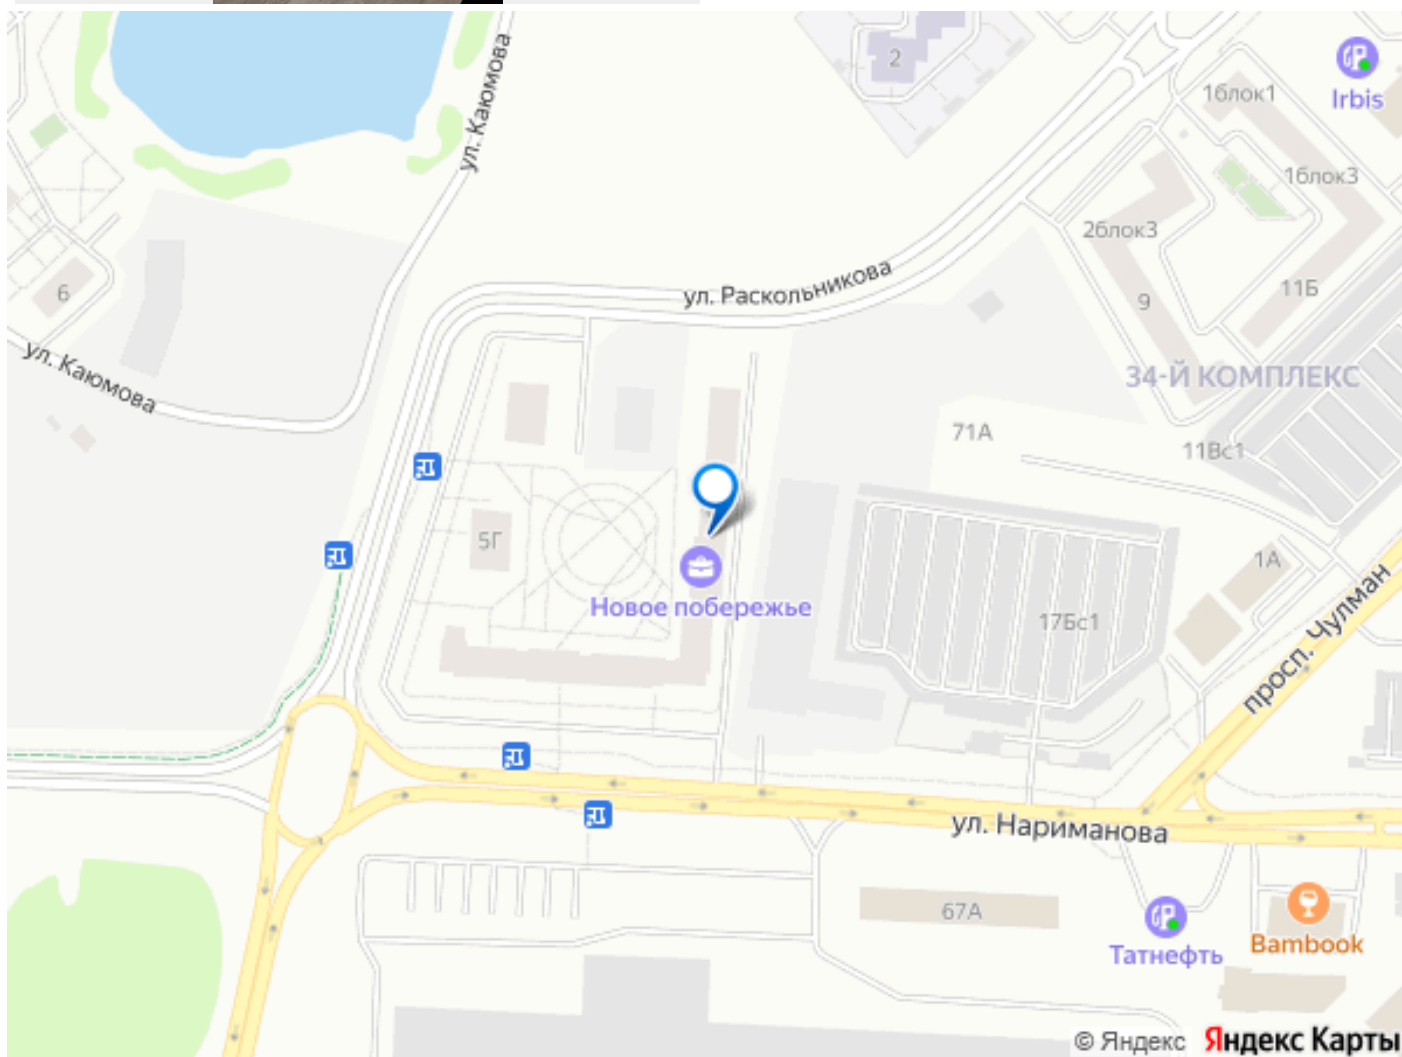 ул. Каюмова
2
Irbis
1блок1
1блок3
2блок3
6
ул. Раскольникова
9
11Б
ул. Каюмова
34-Й КОМПЛЕКС
71А
11Вс1
5Г
1А
Новое побережье
17Бс1
просп. Чулман
ул. Нариманова
67А
Татнефть
Bambook
© Яндекс Яндекс Карты